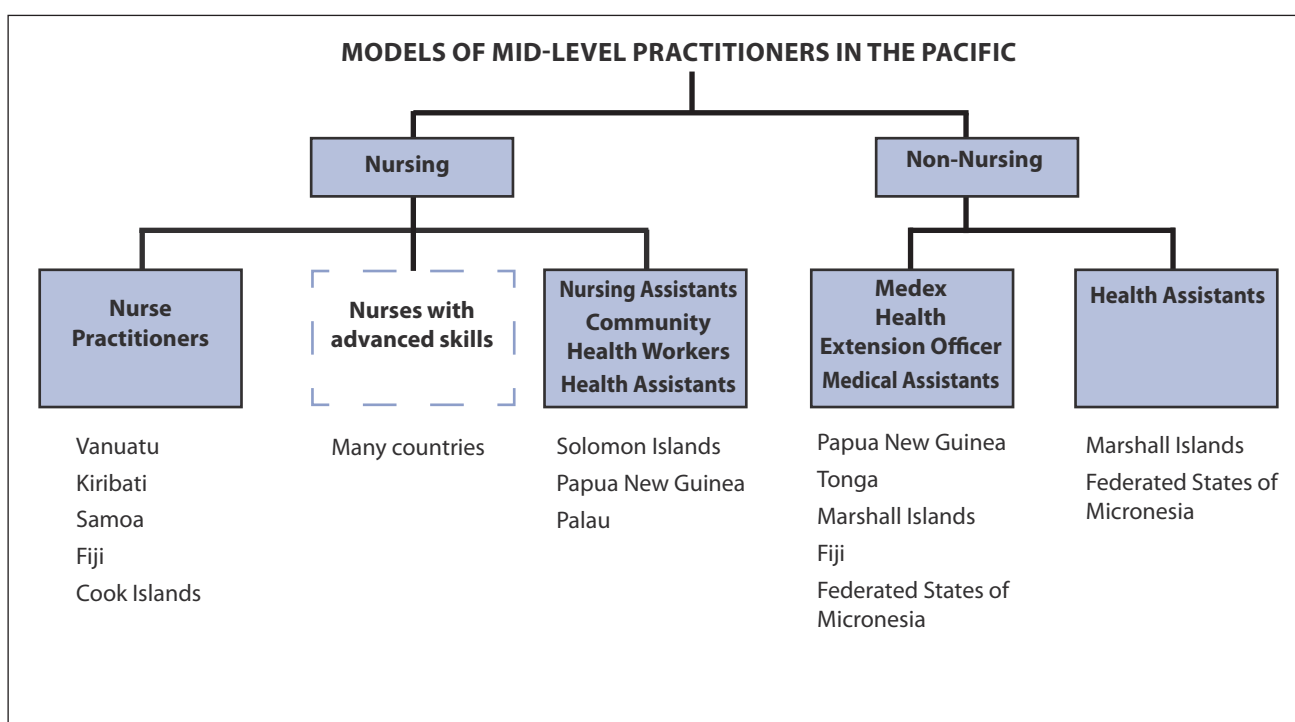 MODELS OF MID-LEVEL PRACTITIONERS IN THE PACIFIC
Nursing
Non-Nursing
Nurse
Practitioners
Nurses with
advanced skills
Nursing Assistants
Community
Health Workers
Health Assistants
Medex
Health
Extension Officer
Medical Assistants
Health Assistants
Vanuatu
Kiribati
Samoa
Fiji
Cook Islands
Many countries
Solomon Islands
Papua New Guinea
Palau
Papua New Guinea
Tonga
Marshall Islands
Fiji
Federated States of
Micronesia
Marshall Islands
Federated States of
Micronesia